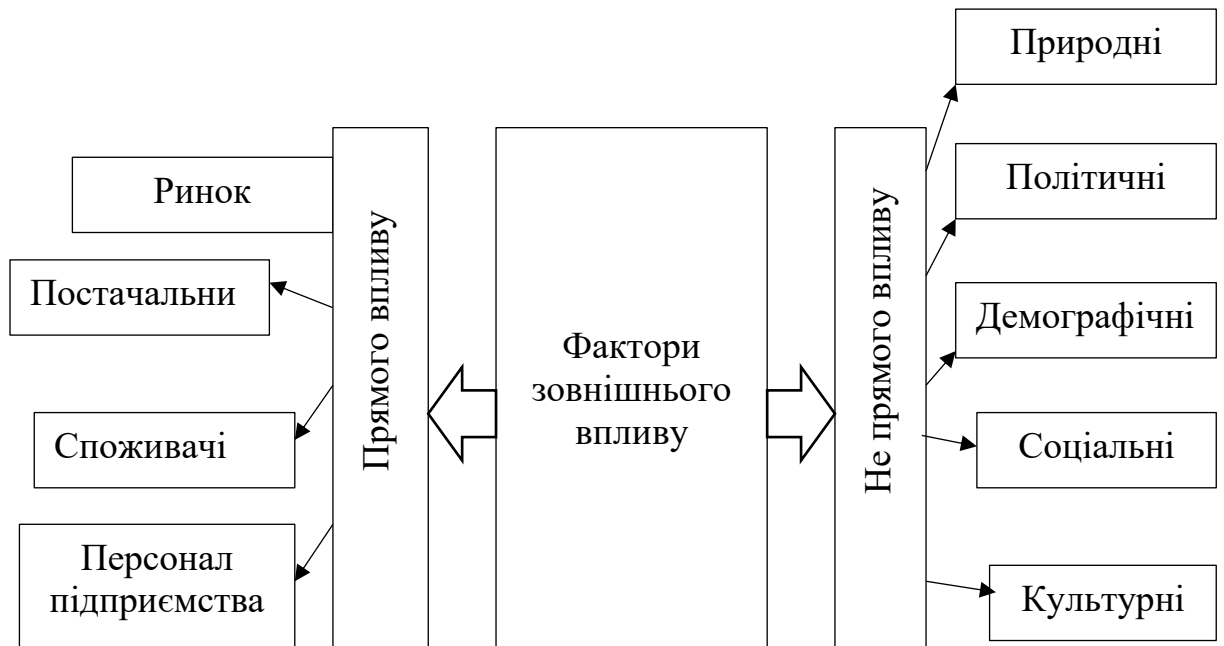 Ринок
Постачальни
Споживачі
Персонал
підприємства
Прямого впливу
Фактори
зовнішнього
впливу
Не прямого впливу
Природні
Політичні
Демографічні
Соціальні
Культурні